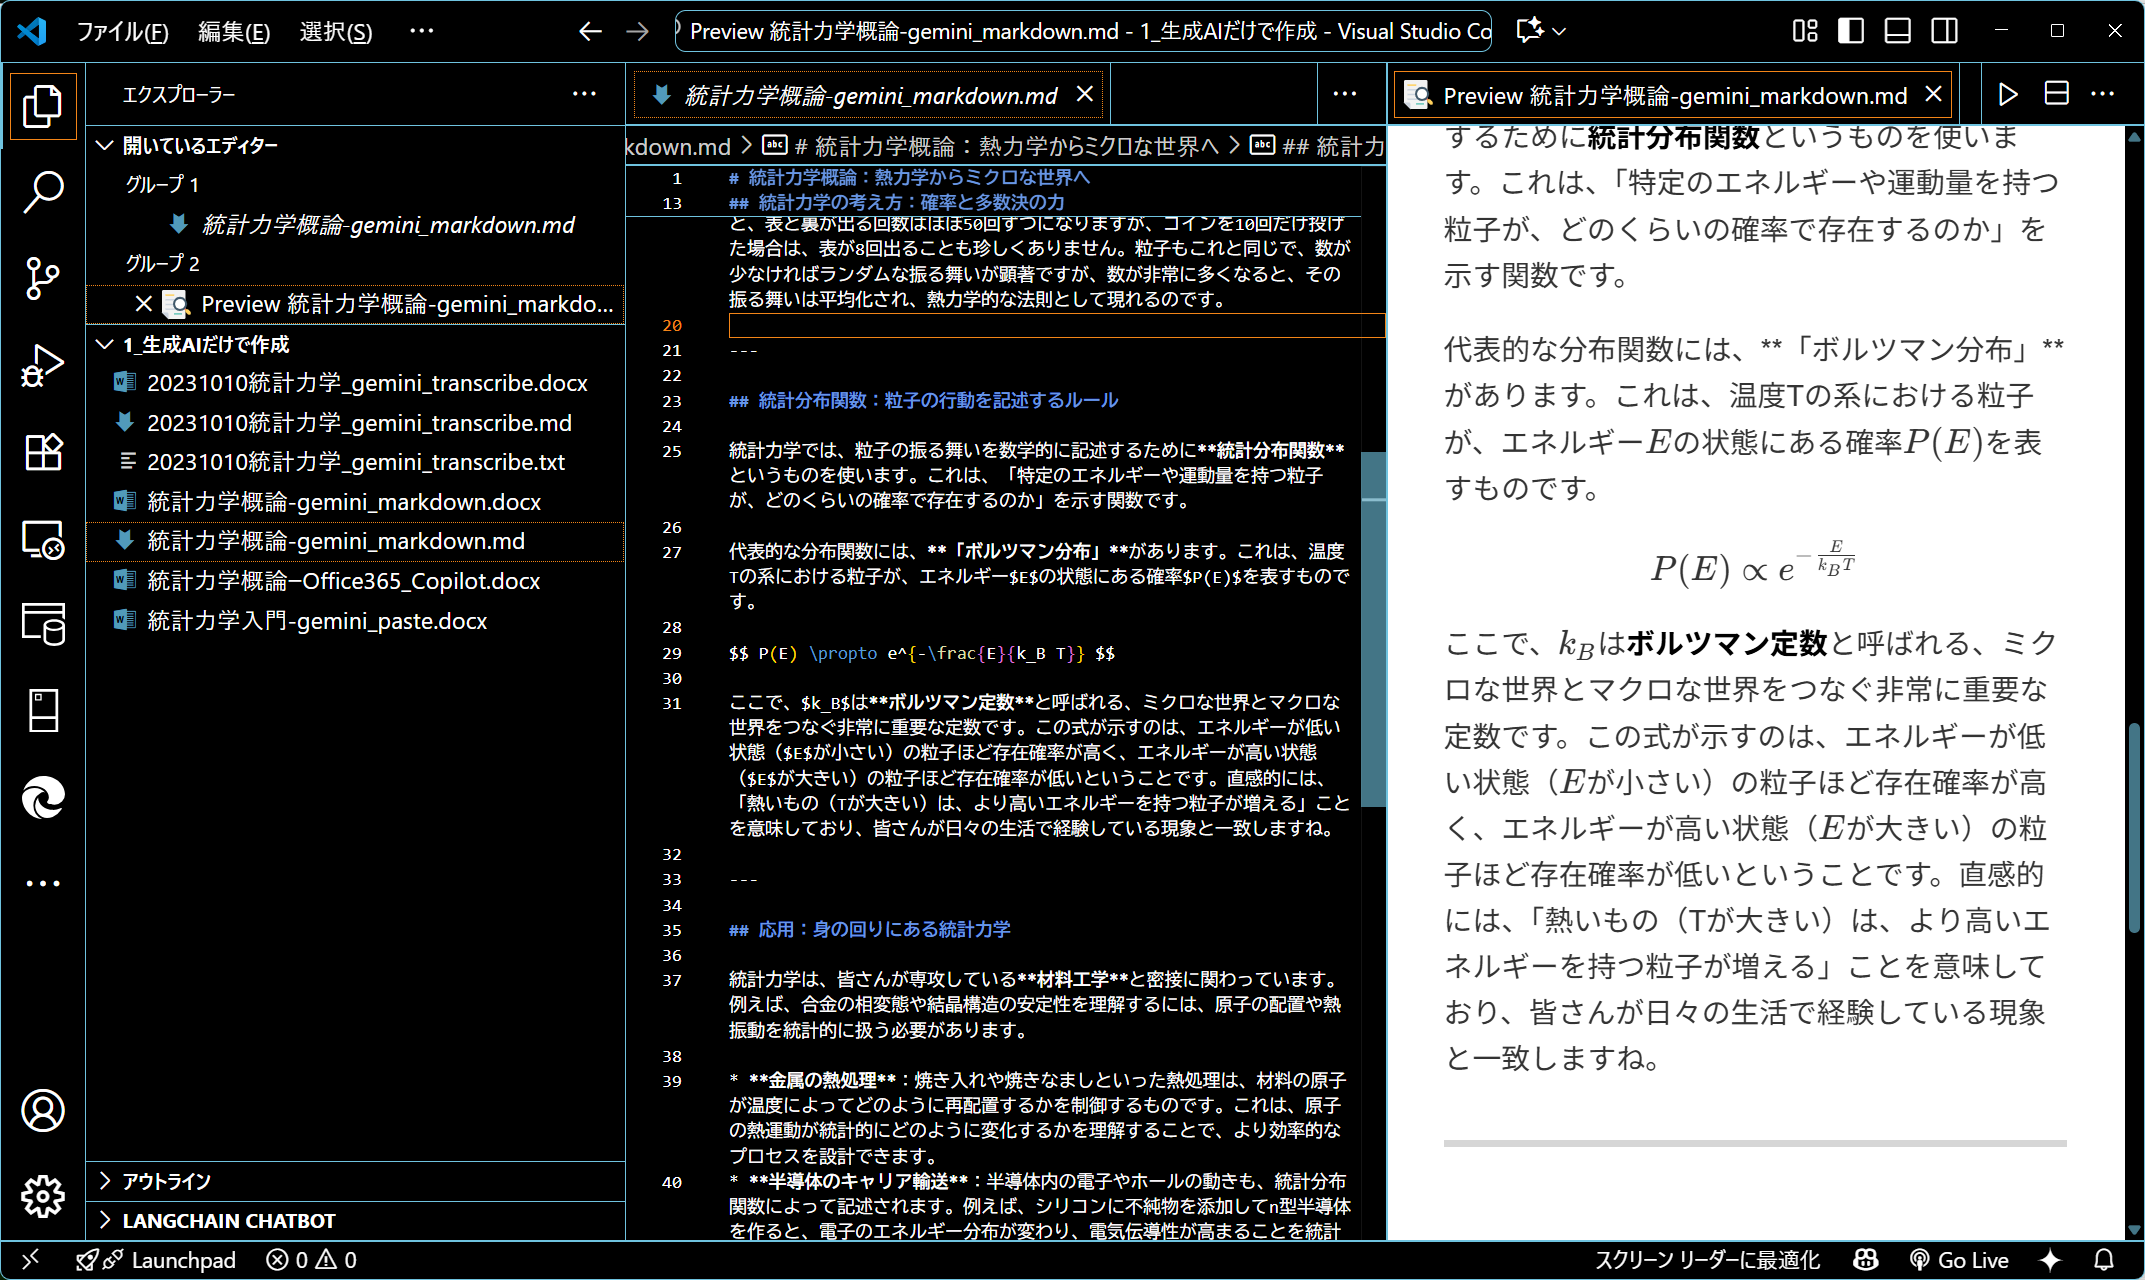 ファイル(F) 編集(E) 選択(S) …
Preview 統計力学概論-gemini_markdown.md - 1_生成AIだけで作成 - Visual Studio Co
エクスプローラー
開いているエディター
グループ 1
統計力学概論-gemini_markdown.md
グループ 2
Preview 統計力学概論-gemini_markdo...
1_生成AIだけで作成
20231010統計力学_gemini_transcribe.docx
20231010統計力学_gemini_transcribe.md
20231010統計力学_gemini_transcribe.txt
統計力学概論-gemini_markdown.docx
統計力学概論-gemini_markdown.md
統計力学概論−Office365_Copilot.docx
統計力学入門-gemini_paste.docx
アウトライン
LANGCHAIN CHATBOT
統計力学概論-gemini_markdown.md
kdown.md > # 統計力学概論：熱力学からミクロな世界へ > ## 統計力
1 # 統計力学概論：熱力学からミクロな世界へ
13 ## 統計力学の考え方：確率と多数決の力
と、表と裏が出る回数はほぼ50回ずつになりますが、コインを10回だけ投げ
た場合は、表が8回出ることも珍しくありません。粒子もこれと同じで、数が
少なければランダムな振る舞いが顕著ですが、数が非常に多くなると、その
振る舞いは平均化され、熱力学的な法則として現れるのです。
20
21 ---
22
23 ## 統計分布関数：粒子の行動を記述するルール
24
25 統計力学では、粒子の振る舞いを数学的に記述するために**統計分布関数**
というものを使います。これは、「特定のエネルギーや運動量を持つ粒子
が、どのくらいの確率で存在するのか」を示す関数です。
26
27 代表的な分布関数には、**「ボルツマン分布」**があります。これは、温度
Tの系における粒子が、エネルギー$E$の状態にある確率$P(E)$を表すもので
す。
28
29 $$ P(E) \propto e^{-\frac{E}{k_B T}} $$
30
31 ここで、$k_B$は**ボルツマン定数**と呼ばれる、ミクロな世界とマクロな
世界をつなぐ非常に重要な定数です。この式が示すのは、エネルギーが低い
状態（$E$が小さい）の粒子ほど存在確率が高く、エネルギーが高い状態
（$E$が大きい）の粒子ほど存在確率が低いということです。直感的には、
「熱いもの（Tが大きい）は、より高いエネルギーを持つ粒子が増える」こと
を意味しており、皆さんが日々の生活で経験している現象と一致しますね。
32
33 ---
34
35 ## 応用：身の回りにある統計力学
36
37 統計力学は、皆さんが専攻している**材料工学**と密接に関わっています。
例えば、合金の相変態や結晶構造の安定性を理解するには、原子の配置や熱
振動を統計的に扱う必要があります。
38
39 * **金属の熱処理**：焼き入れや焼きなましといった熱処理は、材料の原子
が温度によってどのように再配置するかを制御するものです。これは、原子
の熱運動が統計的にどのように変化するかを理解することで、より効率的な
プロセスを設計できます。
40 * **半導体のキャリア輸送**：半導体内の電子やホールの動きも、統計分布
関数によって記述されます。例えば、シリコンに不純物を添加してn型半導体
を作ると、電子のエネルギー分布が変わり、電気伝導性が高まることを統計
Preview 統計力学概論-gemini_markdown.md
するために統計分布関数というものを使いま
す。これは、「特定のエネルギーや運動量を持つ
粒子が、どのくらいの確率で存在するのか」を
示す関数です。
代表的な分布関数には、**「ボルツマン分布」**
があります。これは、温度Tの系における粒子
が、エネルギーEの状態にある確率P(E)を表
すものです。
P(E) ∝ e^{-\frac{E}{k_B T}}
ここで、k_Bはボルツマン定数と呼ばれる、ミク
ロな世界とマクロな世界をつなぐ非常に重要な
定数です。この式が示すのは、エネルギーが低
い状態（Eが小さい）の粒子ほど存在確率が高
く、エネルギーが高い状態（Eが大きい）の粒
子ほど存在確率が低いということです。直感的
には、「熱いもの（Tが大きい）は、より高いエ
ネルギーを持つ粒子が増える」ことを意味して
おり、皆さんが日々の生活で経験している現象
と一致しますね。
Launchpad 0 0
スクリーン リーダーに最適化 Go Live